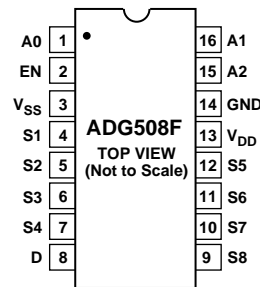 A0 1 16 A1
EN 2 15 A2
VSS 3 14 GND
S1 4 ADG508F 13 VDD
S2 5 TOP VIEW 12 S5
(Not to Scale)
S3 6 11 S6
S4 7 10 S7
D 8 9 S8